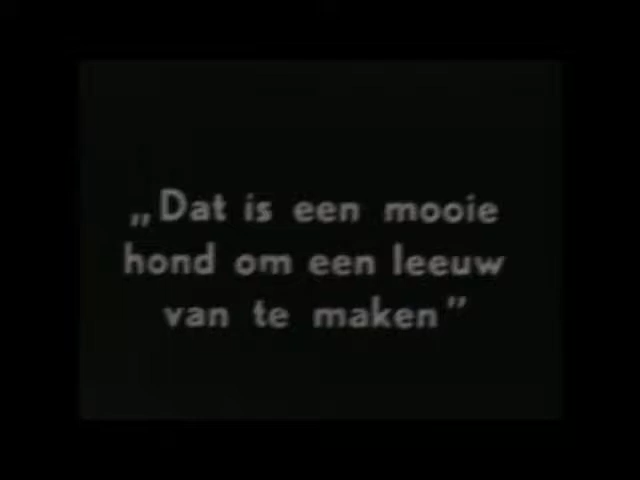 „Dat is een mooie
hond om een leeuw
van te maken”